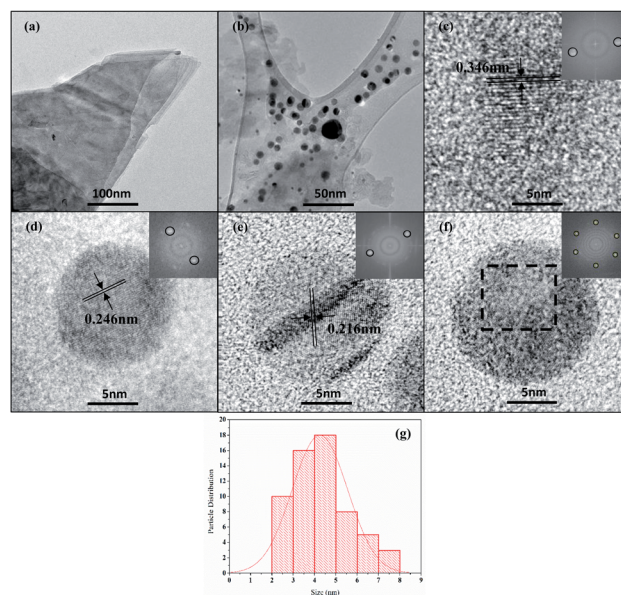 (a)
100nm
(b)
50nm
(c)
0.346nm
5nm
(d)
0.246nm
5nm
(e)
0.216nm
5nm
(f)
5nm
(g)
Particle Distribution
20
18
16
14
12
10
8
6
4
2
0
0 1 2 3 4 5 6 7 8 9
Size (nm)